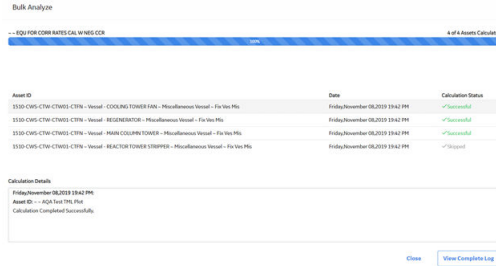 Bulk Analyze
~ ~ EQU FOR CORR RATES CAL W NEG CCR
4 of 4 Assets Calculat
100%
Asset ID Date Calculation Status
1510-CWS-CTW-CTW01-CTFN ~ Vessel - COOLING TOWER FAN ~ Miscellaneous Vessel ~ Fix Ves Mis Friday,November 08,2019 19:42 PM ✓Successful
1510-CWS-CTW-CTW01-CTFN ~ Vessel - REGENERATOR ~ Miscellaneous Vessel ~ Fix Ves Mis Friday,November 08,2019 19:42 PM ✓Successful
1510-CWS-CTW-CTW01-CTFN ~ Vessel - MAIN COLUMN TOWER ~ Miscellaneous Vessel ~ Fix Ves Mis Friday,November 08,2019 19:42 PM ✓Successful
1510-CWS-CTW-CTW01-CTFN ~ Vessel - REACTOR TOWER STRIPPER ~ Miscellaneous Vessel ~ Fix Ves Mis Friday,November 08,2019 19:42 PM ✓Skipped
Calculation Details
Friday,November 08,2019 19:42 PM:
Asset ID: ~ ~ AQA Test TML Plot
Calculation Completed Successfully.
Close View Complete Log